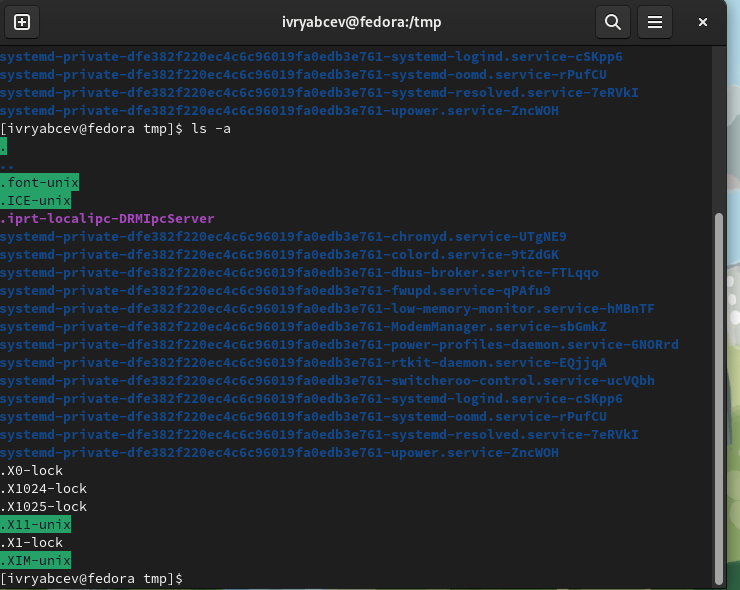 ivryabcev@fedora:/tmp
systemd-private-dfe382f220ec4c6c96019fa0edb3e761-systemd-logind.service-cSKpp6
systemd-private-dfe382f220ec4c6c96019fa0edb3e761-systemd-oomd.service-rPufCU
systemd-private-dfe382f220ec4c6c96019fa0edb3e761-systemd-resolved.service-7eRVkI
systemd-private-dfe382f220ec4c6c96019fa0edb3e761-upower.service-ZncWOH
[ivryabcev@fedora tmp]$ ls -a
.
..
.font-unix
.ICE-unix
.iprt-localipc-DRMIpcServer
systemd-private-dfe382f220ec4c6c96019fa0edb3e761-chronyd.service-UTgNE9
systemd-private-dfe382f220ec4c6c96019fa0edb3e761-colord.service-9tZdGK
systemd-private-dfe382f220ec4c6c96019fa0edb3e761-dbus-broker.service-FTLqqo
systemd-private-dfe382f220ec4c6c96019fa0edb3e761-fwupd.service-qPAfu9
systemd-private-dfe382f220ec4c6c96019fa0edb3e761-low-memory-monitor.service-hMBnTF
systemd-private-dfe382f220ec4c6c96019fa0edb3e761-ModemManager.service-sbGmkZ
systemd-private-dfe382f220ec4c6c96019fa0edb3e761-power-profiles-daemon.service-6NORrd
systemd-private-dfe382f220ec4c6c96019fa0edb3e761-rtkit-daemon.service-EQjjqA
systemd-private-dfe382f220ec4c6c96019fa0edb3e761-switcheroo-control.service-ucVQbh
systemd-private-dfe382f220ec4c6c96019fa0edb3e761-systemd-logind.service-cSKpp6
systemd-private-dfe382f220ec4c6c96019fa0edb3e761-systemd-oomd.service-rPufCU
systemd-private-dfe382f220ec4c6c96019fa0edb3e761-systemd-resolved.service-7eRVkI
systemd-private-dfe382f220ec4c6c96019fa0edb3e761-upower.service-ZncWOH
.X0-lock
.X1024-lock
.X1025-lock
.X11-unix
.X1-lock
.XIM-unix
[ivryabcev@fedora tmp]$